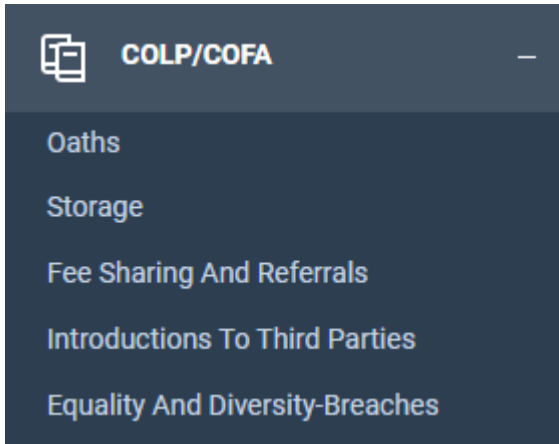 COLP/COFA
Oaths
Storage
Fee Sharing And Referrals
Introductions To Third Parties
Equality And Diversity-Breaches